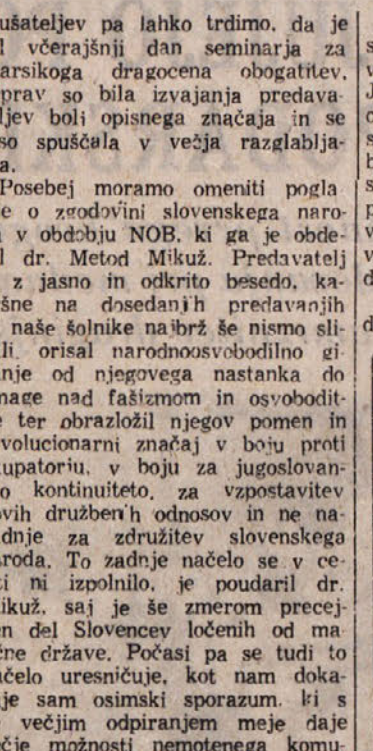 ušateljev pa lahko trdimo, da je
l včerajšnji dan seminarja za
arsikoga dragocena obogatitev,
prav so bila izvajanja predava-
ljev bolj opisnega značaja in se
so spuščala v večja razglablja-
a.
Posebej moramo omeniti pogla
e o zgodovini slovenskega naro-
a v obdobju NOB, ki ga je obde-
l dr. Metod Mikuž. Predavatelj
z jasno in odkrito besedo, ka-
šne na dosedanjih predavanjih
naše šolnike najbrž še nismo sli-
li, orisal narodnoosvobodilno gi
nje od njegovega nastanka do
mage nad fašizmom in osvobodit-
e ter obrazložil njegov pomen in
volucionarni značaj v boju proti
kupatorju, v boju za jugoslovan-
o kontinuiteto, za vzpostavitev
ovih družben'h odnosov in ne na-
dnje za združitev slovenskega
roda. To zadnje načelo se v ce-
ti ni izpolnilo, je poudaril dr.
ikuž, saj je še zmerom precej-
n del Slovencev ločenih od ma-
čne države. Počasi pa se tudi to
čelo uresničuje, kot nam doka-
je sam osimski sporazum, ki s
večjim odpiranjem meje daje
čje možnosti nemotenega komu-